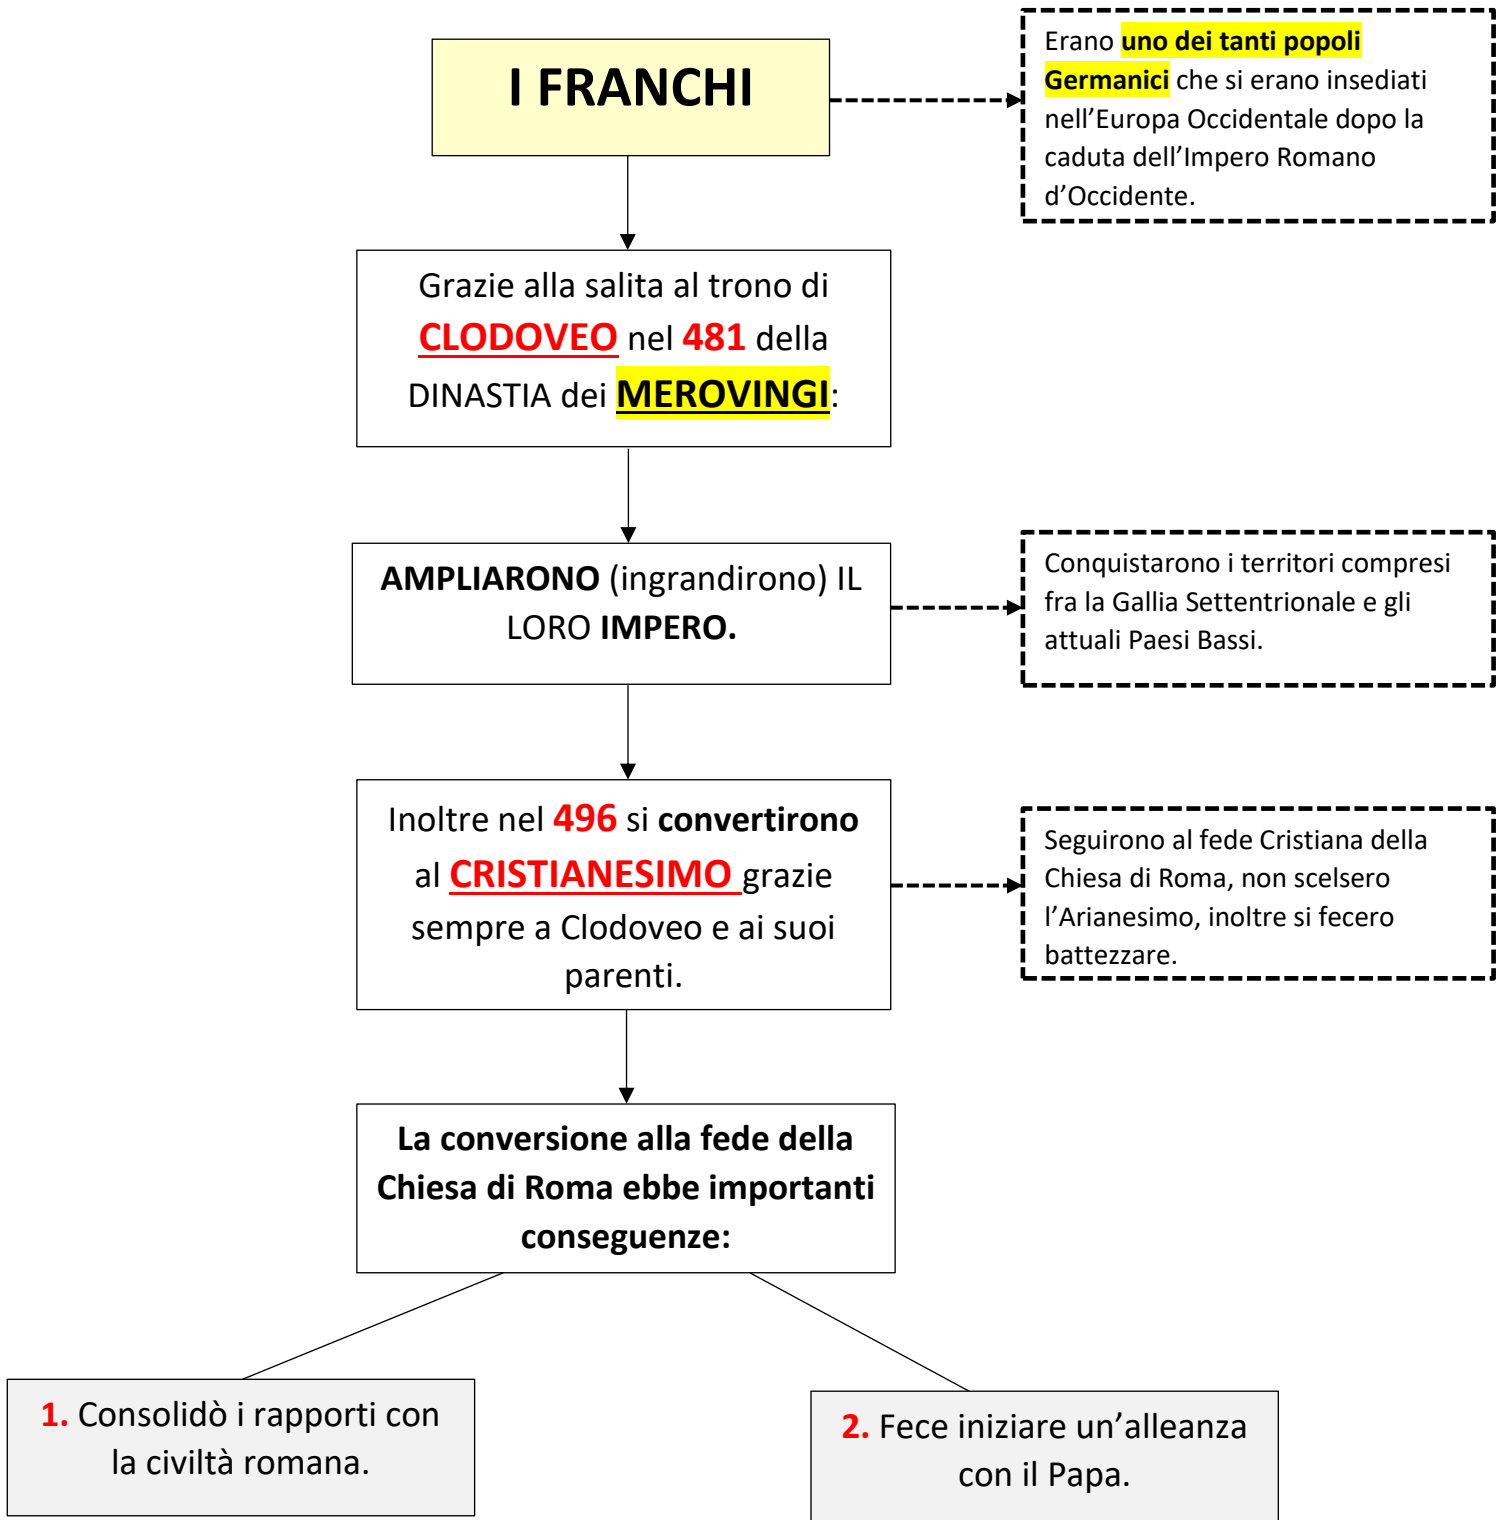 I FRANCHI
Erano uno dei tanti popoli
Germanici che si erano insediati
nell’Europa Occidentale dopo la
caduta dell’Impero Romano
d’Occidente.
Grazie alla salita al trono di
CLODOVEO nel 481 della
DINASTIA dei MEROVINGI:
AMPLIARONO (ingrandirono) IL
LORO IMPERO.
Conquistarono i territori compresi
fra la Gallia Settentrionale e gli
attuali Paesi Bassi.
Inoltre nel 496 si convertirono
al CRISTIANESIMO grazie
sempre a Clodoveo e ai suoi
parenti.
Seguirono al fede Cristiana della
Chiesa di Roma, non scelsero
l’Arianesimo, inoltre si fecero
battezzare.
La conversione alla fede della
Chiesa di Roma ebbe importanti
conseguenze:
1. Consolidò i rapporti con
la civiltà romana.
2. Fece iniziare un’alleanza
con il Papa.